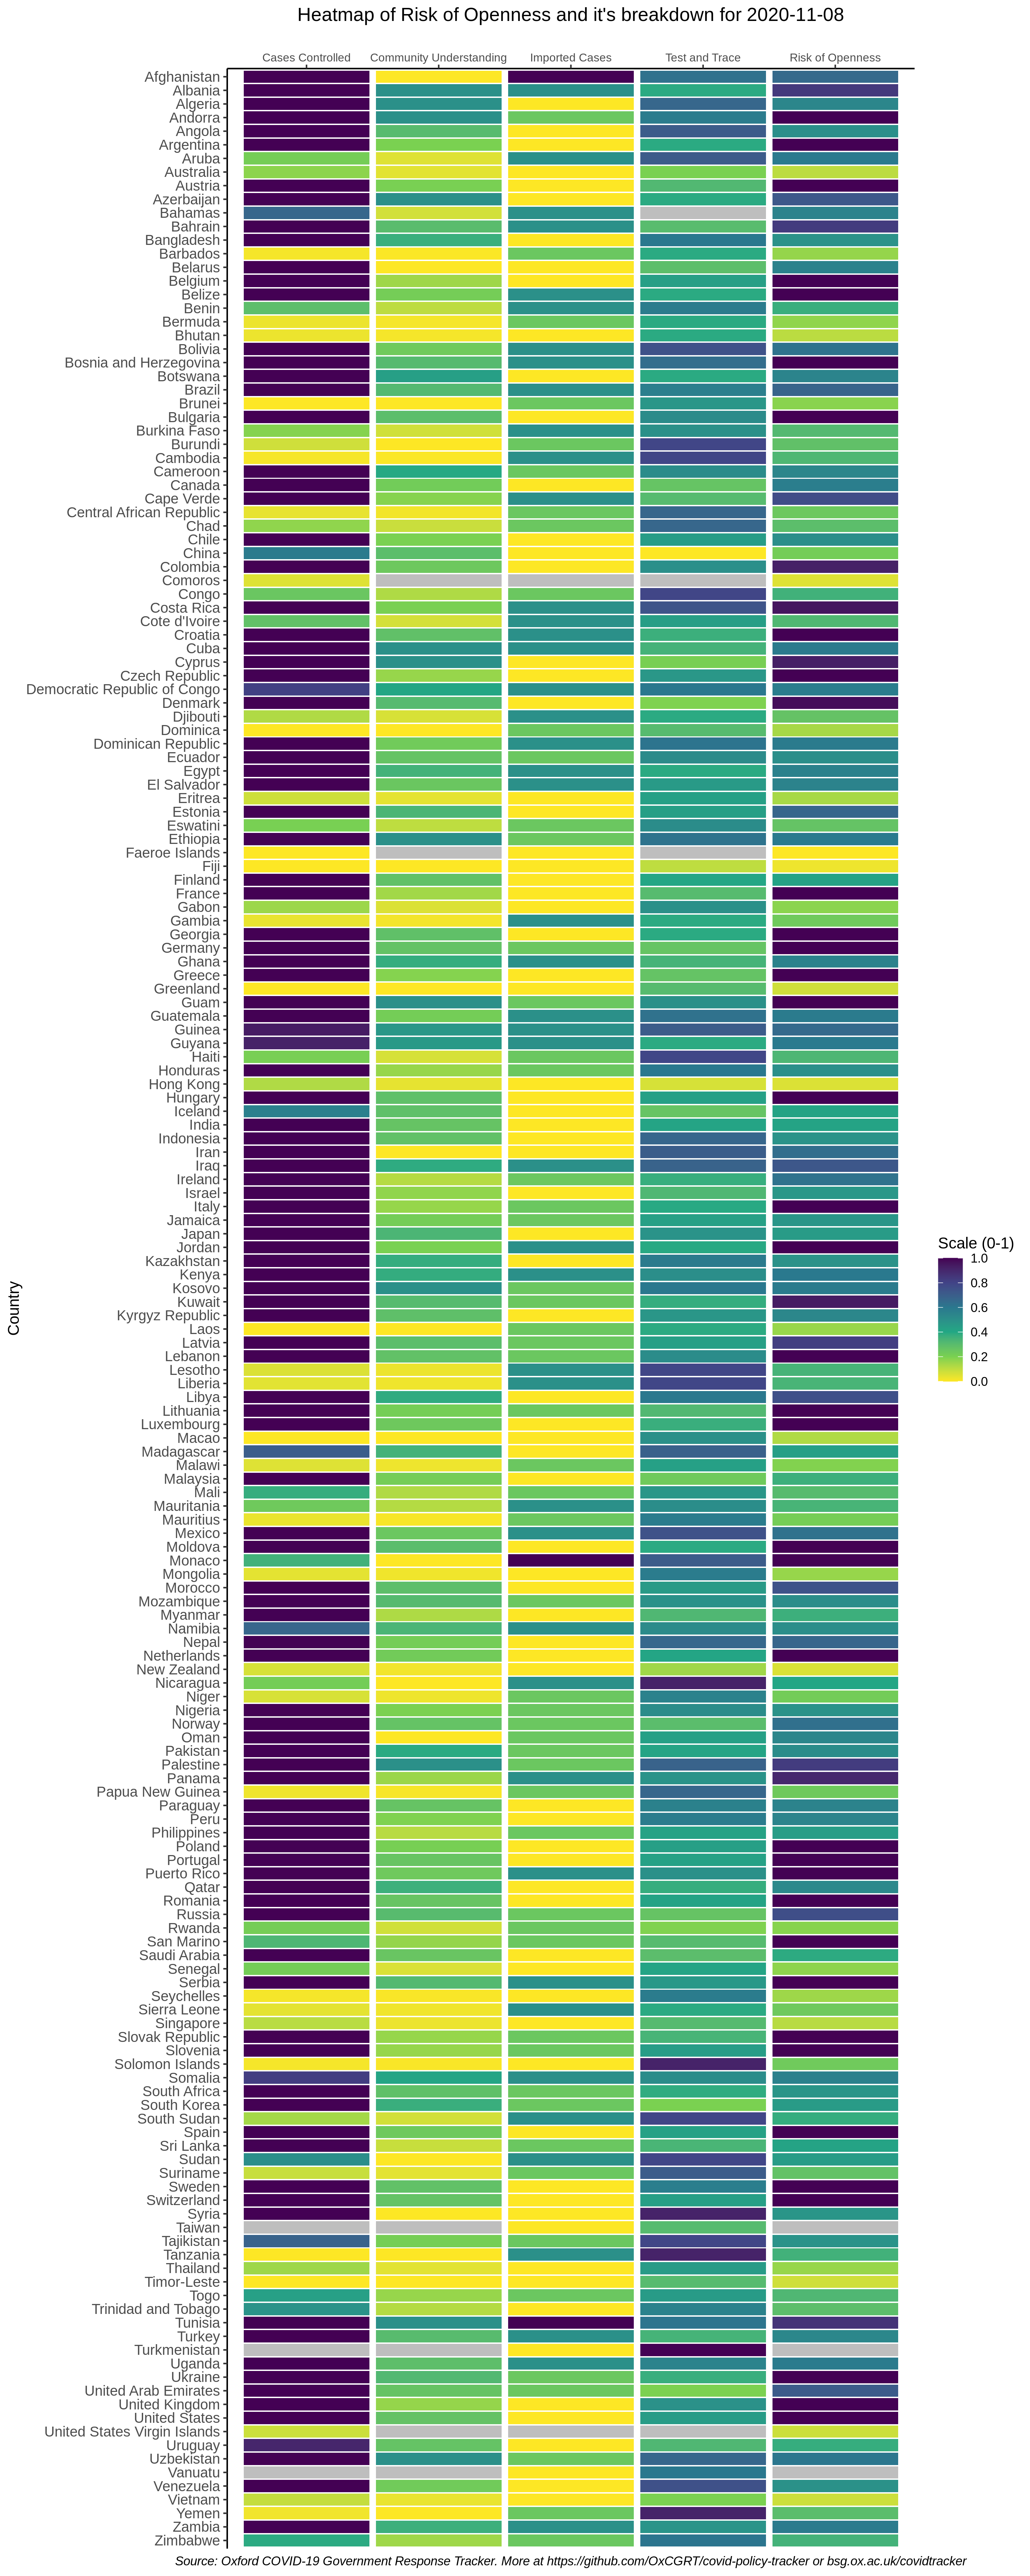 Heatmap of Risk of Openness and it's breakdown for 2020-11-08
Cases Controlled
Community Understanding
Imported Cases
Test and Trace
Risk of Openness
Afghanistan
Albania
Algeria
Andorra
Angola
Argentina
Aruba
Australia
Austria
Azerbaijan
Bahamas
Bahrain
Bangladesh
Barbados
Belarus
Belgium
Belize
Benin
Bermuda
Bhutan
Bolivia
Bosnia and Herzegovina
Botswana
Brazil
Brunei
Bulgaria
Burkina Faso
Burundi
Cambodia
Cameroon
Canada
Cape Verde
Central African Republic
Chad
Chile
China
Colombia
Comoros
Congo
Costa Rica
Cote d'Ivoire
Croatia
Cuba
Cyprus
Czech Republic
Democratic Republic of Congo
Denmark
Djibouti
Dominica
Dominican Republic
Ecuador
Egypt
El Salvador
Eritrea
Estonia
Eswatini
Ethiopia
Faeroe Islands
Fiji
Finland
France
Gabon
Gambia
Georgia
Germany
Ghana
Greece
Greenland
Guam
Guatemala
Guinea
Guyana
Haiti
Honduras
Hong Kong
Hungary
Iceland
India
Indonesia
Iran
Iraq
Ireland
Israel
Italy
Jamaica
Japan
Jordan
Kazakhstan
Kenya
Kosovo
Kuwait
Kyrgyz Republic
Laos
Latvia
Lebanon
Lesotho
Liberia
Libya
Lithuania
Luxembourg
Macao
Madagascar
Malawi
Malaysia
Mali
Mauritania
Mauritius
Mexico
Moldova
Monaco
Mongolia
Morocco
Mozambique
Myanmar
Namibia
Nepal
Netherlands
New Zealand
Nicaragua
Niger
Nigeria
Norway
Oman
Pakistan
Palestine
Panama
Papua New Guinea
Paraguay
Peru
Philippines
Poland
Portugal
Puerto Rico
Qatar
Romania
Russia
Rwanda
San Marino
Saudi Arabia
Senegal
Serbia
Seychelles
Sierra Leone
Singapore
Slovak Republic
Slovenia
Solomon Islands
Somalia
South Africa
South Korea
South Sudan
Spain
Sri Lanka
Sudan
Suriname
Sweden
Switzerland
Syria
Taiwan
Tajikistan
Tanzania
Thailand
Timor-Leste
Togo
Trinidad and Tobago
Tunisia
Turkey
Turkmenistan
Uganda
Ukraine
United Arab Emirates
United Kingdom
United States
United States Virgin Islands
Uruguay
Uzbekistan
Vanuatu
Venezuela
Vietnam
Yemen
Zambia
Zimbabwe
Country
Scale (0-1)
1.0
0.8
0.6
0.4
0.2
0.0
Source: Oxford COVID-19 Government Response Tracker. More at https://github.com/OxCGRT/covid-policy-tracker or bsg.ox.ac.uk/covidtracker